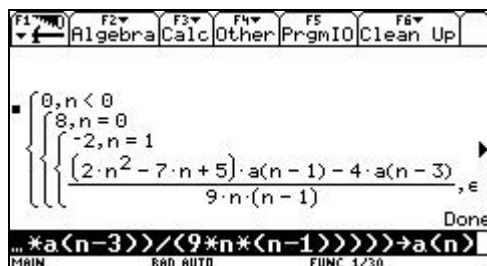 F1 F2 F3 F4 F5 F6
Algebra Calc Other PrgmIO Clean Up
0, n < 0
8, n = 0
-2, n = 1
(2·n² - 7·n + 5)·a(n - 1) - 4·a(n - 3)
9·n·(n - 1)
, ϵ
Done
…*a(n-3))/(9*n*(n-1)))))→a(n)
MAIN RAD AUTO FUNC 1/30